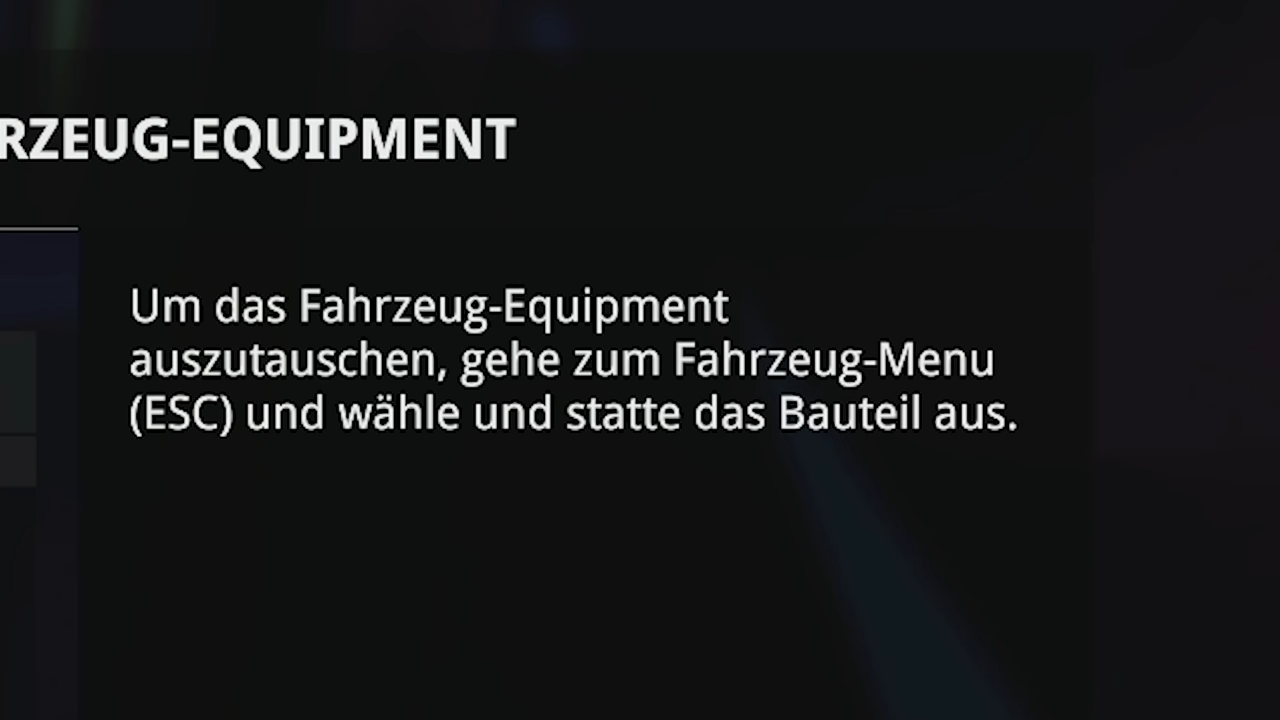 RZEUG-EQUIPMENT
Um das Fahrzeug-Equipment
auszutauschen, gehe zum Fahrzeug-Menu
(ESC) und wähle und statte das Bauteil aus.